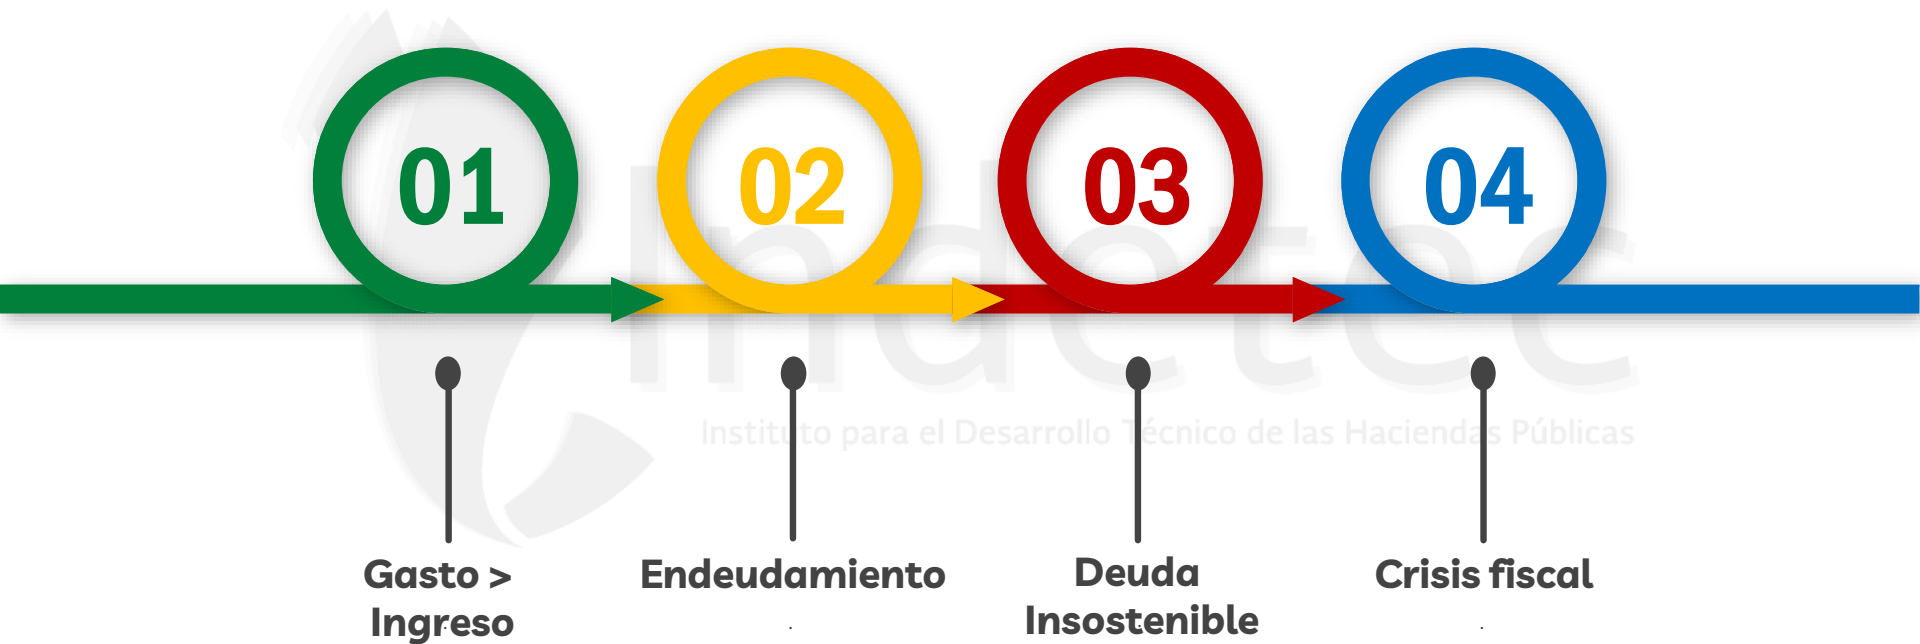 01
02
03
04
Indetec
Instituto para el Desarrollo Técnico de las Haciendas Públicas
Gasto >
Ingreso
Endeudamiento
Deuda
Insostenible
Crisis fiscal